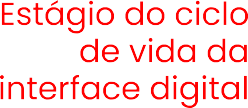 Estágio do ciclo
de vida da
interface digital